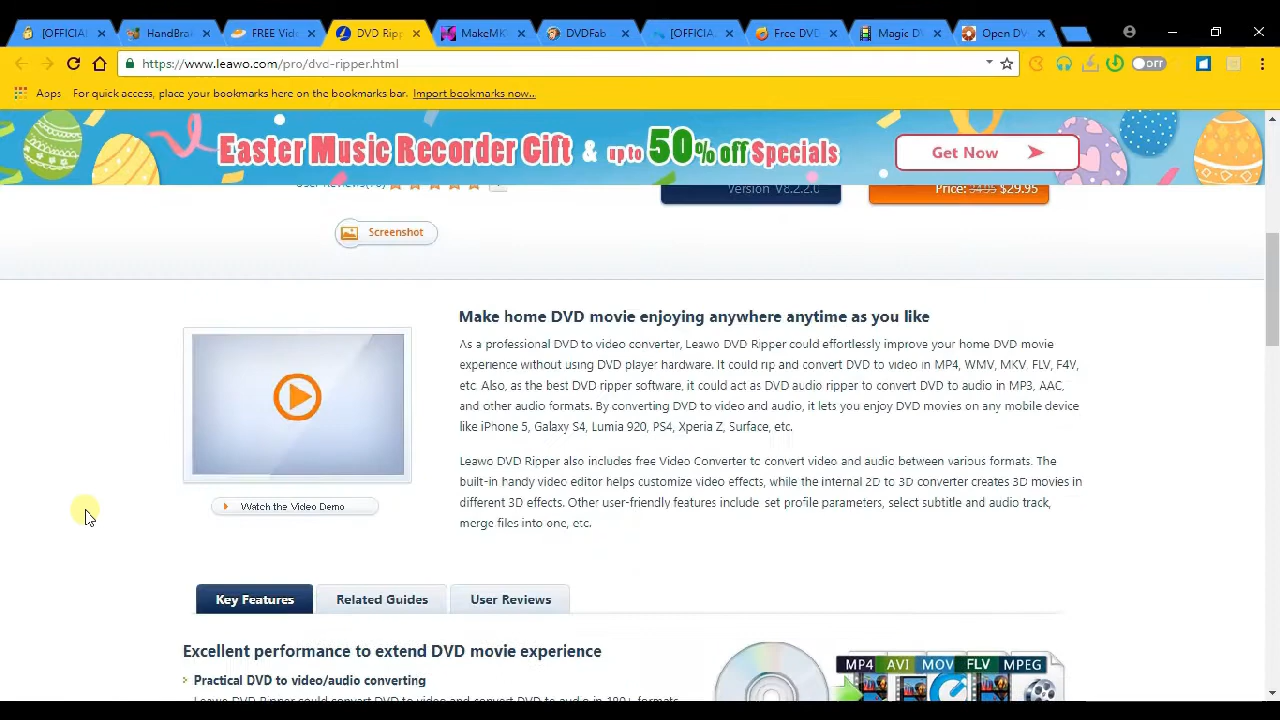 [OFFICIAL
HandBra
FREE Vid
DVD Ripp
MakeMK
DVDFab
[OFFICIAL
Free DVD
Magic D
Open DV
https://www.leawo.com/pro/dvd-ripper.html
OFF
Apps
For quick access, place your bookmarks here on the bookmarks bar. Import bookmarks now...
Easter Music Recorder Gift & up to 50% off Specials
Get Now
Version V8.2.2.0
Price: $29.95
Screenshot
Make home DVD movie enjoying anywhere anytime as you like
As a professional DVD to video converter, Leawo DVD Ripper could effortlessly improve your home DVD movie
experience without using DVD player hardware. It could rip and convert DVD to video in MP4, WMV, MKV, FLV, F4V,
etc. Also, as the best DVD ripper software, it could act as DVD audio ripper to convert DVD to audio in MP3, AAC,
and other audio formats. By converting DVD to video and audio, it lets you enjoy DVD movies on any mobile device
like iPhone 5, Galaxy S4, Lumia 920, PS4, Xperia Z, Surface, etc.
Leawo DVD Ripper also includes free Video Converter to convert video and audio between various formats. The
built-in handy video editor helps customize video effects, while the internal 2D to 3D converter creates 3D movies in
different 3D effects. Other user-friendly features include set profile parameters, select subtitle and audio track,
merge files into one, etc.
Watch the Video Demo
Key Features
Related Guides
User Reviews
Excellent performance to extend DVD movie experience
Practical DVD to video/audio converting
MP4 AVI MOV FLV MPEG